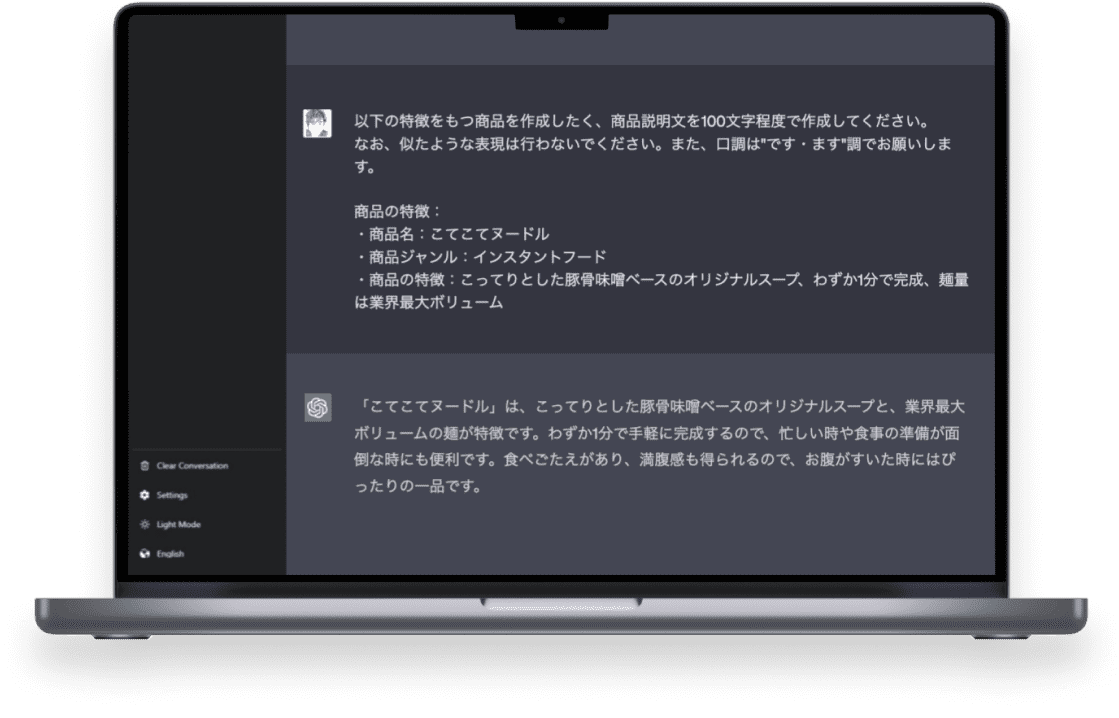 以下の特徴をもつ商品を作成したく、商品説明文を100文字程度で作成してください。
なお、似たような表現は行わないでください。また、口調は"です・ます"調でお願いしま
す。
商品の特徴：
・商品名：こてこてヌードル
・商品ジャンル：インスタントフード
・商品の特徴：こってりとした豚骨味噌ベースのオリジナルスープ、わずか1分で完成、麺量
は業界最大ボリューム
「こてこてヌードル」は、こってりとした豚骨味噌ベースのオリジナルスープと、業界最大
ボリュームの麺が特徴です。わずか1分で手軽に完成するので、忙しい時や食事の準備が面
倒な時にも便利です。食べごたえがあり、満腹感も得られるので、お腹がすいた時にはぴ
ったりの一品です。
Clear Conversation
Settings
Light Mode
English